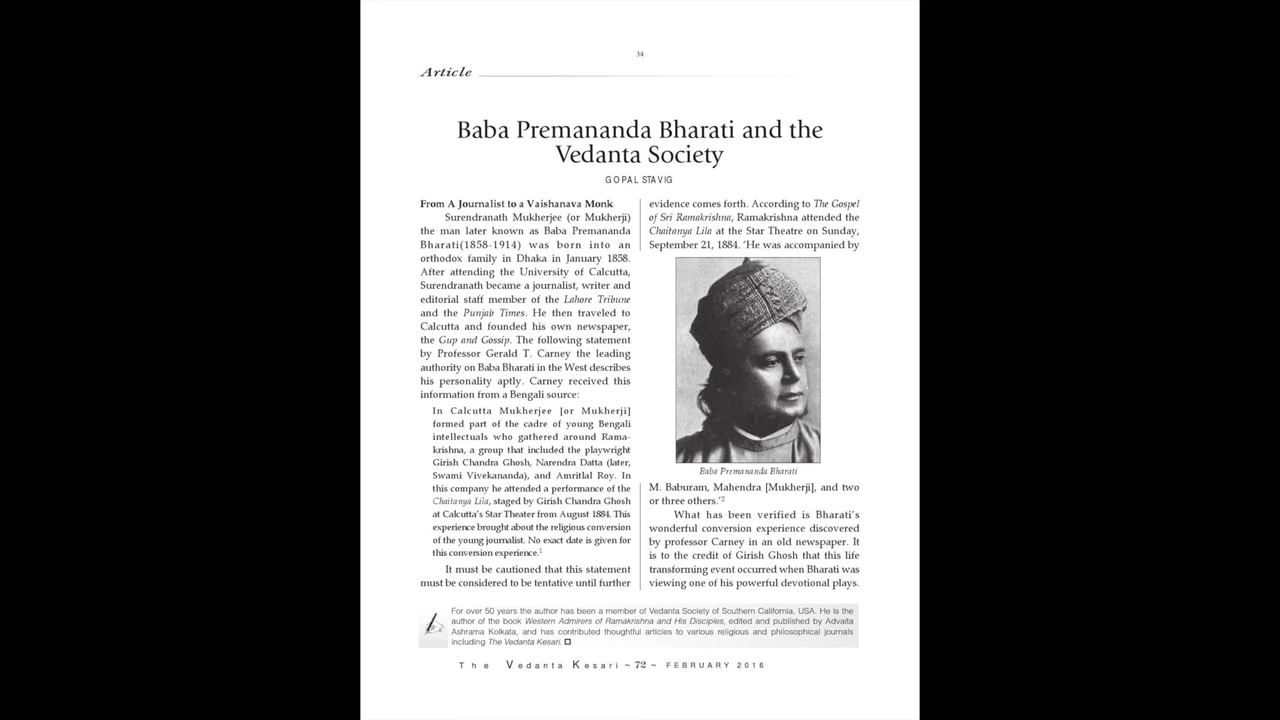 34
Article
Baba Premananda Bharati and the
Vedanta Society
GOPAL STAVIG
From A Journalist to a Vaishanava Monk
Surendranath Mukherjee (or Mukherji)
the man later known as Baba Premananda
Bharati(1858-1914) was born into an
orthodox family in Dhaka in January 1858.
After attending the University of Calcutta,
Surendranath became a journalist, writer and
editorial staff member of the Lahore Tribune
and the Punjab Times. He then traveled to
Calcutta and founded his own newspaper,
the Gup and Gossip. The following statement
by Professor Gerald T. Carney the leading
authority on Baba Bharati in the West describes
his personality aptly. Carney received this
information from a Bengali source:
In Calcutta Mukherjee [or Mukherji]
formed part of the cadre of young Bengali
intellectuals who gathered around Rama-
krishna, a group that included the playwright
Girish Chandra Ghosh, Narendra Datta (later,
Swami Vivekananda), and Amritlal Roy. In
this company he attended a performance of the
Chaitanya Lila, staged by Girish Chandra Ghosh
at Calcutta's Star Theater from August 1884. This
experience brought about the religious conversion
of the young journalist. No exact date is given for
this conversion experience.1
It must be cautioned that this statement
must be considered to be tentative until further
evidence comes forth. According to The Gospel
of Sri Ramakrishna, Ramakrishna attended the
Chaitanya Lila at the Star Theatre on Sunday,
September 21, 1884. 'He was accompanied by
Baba Premananda Bharati
M. Baburam, Mahendra [Mukherji], and two
or three others.'2
What has been verified is Bharati's
wonderful conversion experience discovered
by professor Carney in an old newspaper. It
is to the credit of Girish Ghosh that this life
transforming event occurred when Bharati was
viewing one of his powerful devotional plays.
For over 50 years the author has been a member of Vedanta Society of Southern California, USA. He is the
author of the book Western Admirers of Ramakrishna and His Disciples, edited and published by Advaita
Ashrama Kolkata, and has contributed thoughtful articles to various religious and philosophical journals
including The Vedanta Kesari.
The Vedanta Kesari ~ 72 ~ FEBRUARY 2016